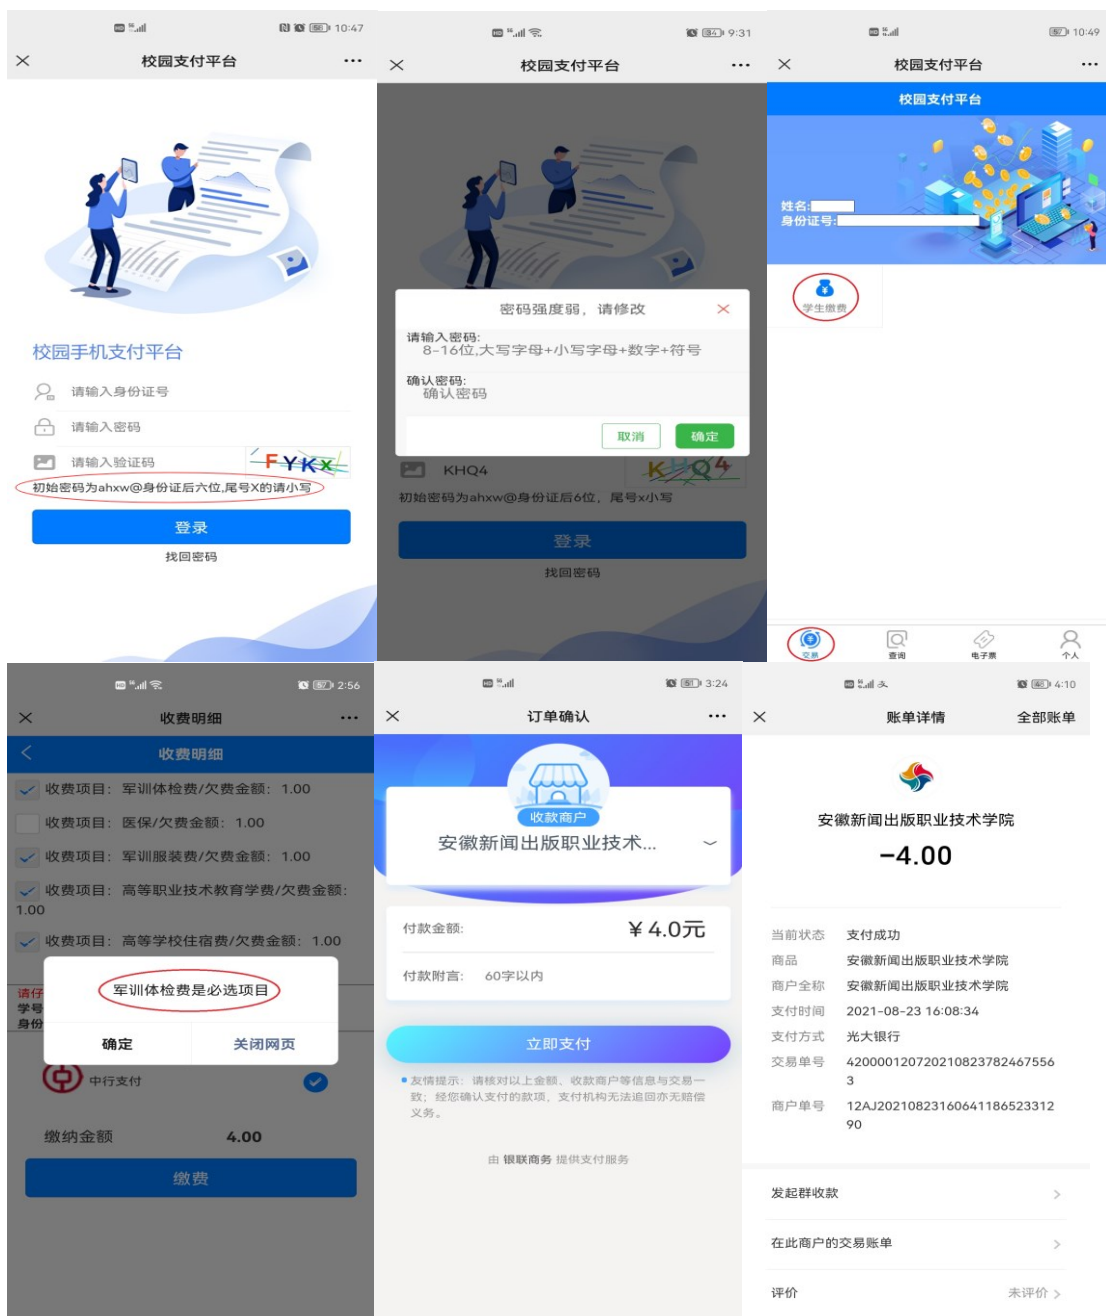 10:47
校园支付平台
校园手机支付平台
请输入身份证号
请输入密码
请输入验证码
FYKX
初始密码为ahxw@身份证后六位,尾号X的请小写
登录
找回密码
9:31
校园支付平台
密码强度弱，请修改
请输入密码:
8-16位,大写字母+小写字母+数字+符号
确认密码:
确认密码
取消
确定
KHQ4
KHQ4
初始密码为ahxw@身份证后6位，尾号x小写
登录
找回密码
10:49
校园支付平台
校园支付平台
姓名:
身份证号:
学生缴费
交易
查询
电子票
个人
2:56
收费明细
收费明细
收费项目：军训体检费/欠费金额：1.00
收费项目：医保/欠费金额：1.00
收费项目：军训服装费/欠费金额：1.00
收费项目：高等职业技术教育学费/欠费金额：
1.00
收费项目：高等学校住宿费/欠费金额：1.00
请仔
学号
身份
军训体检费是必选项目
确定
关闭网页
中行支付
缴纳金额 4.00
缴费
3:24
订单确认
收款商户
安徽新闻出版职业技术...
付款金额: ￥4.0元
付款附言: 60字以内
立即支付
友情提示：请核对以上金额、收款商户等信息与交易一
致；经您确认支付的款项，支付机构无法追回亦无赔偿
义务。
由 银联商务 提供支付服务
4:10
账单详情 全部账单
安徽新闻出版职业技术学院
-4.00
当前状态 支付成功
商品 安徽新闻出版职业技术学院
商户全称 安徽新闻出版职业技术学院
支付时间 2021-08-23 16:08:34
支付方式 光大银行
交易单号 420000120720210823782467556
3
商户单号 12AJ20210823160641186523312
90
发起群收款
在此商户的交易账单
评价 未评价